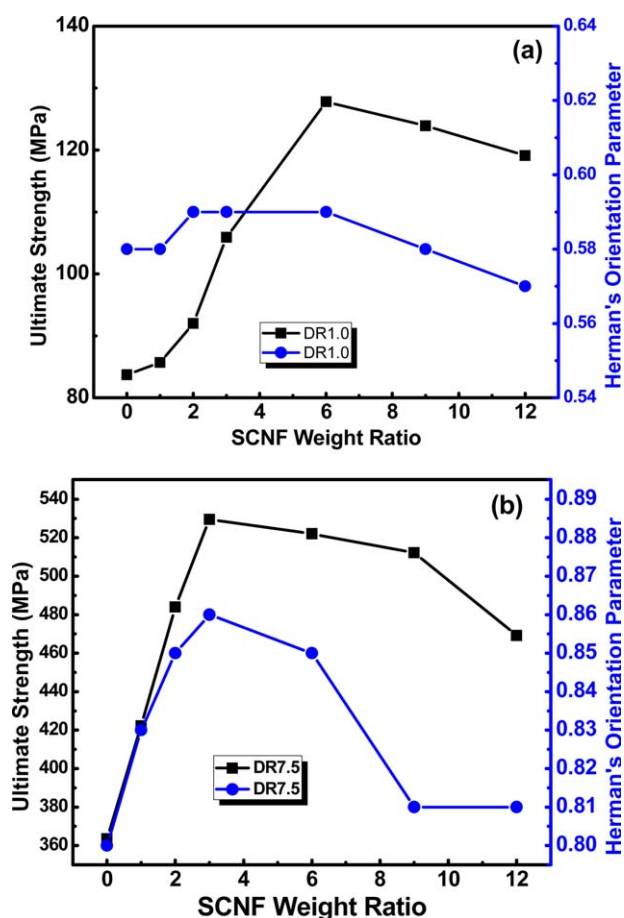 (a)
Ultimate Strength (MPa)
140
120
100
80
0 2 4 6 8 10 12
SCNF Weight Ratio
Herman's Orientation Parameter
0.64
0.62
0.60
0.58
0.56
0.54
DR1.0
DR1.0
(b)
Ultimate Strength (MPa)
540
520
500
480
460
440
420
400
380
360
0 2 4 6 8 10 12
SCNF Weight Ratio
Herman's Orientation Parameter
0.89
0.88
0.87
0.86
0.85
0.84
0.83
0.82
0.81
0.80
DR7.5
DR7.5